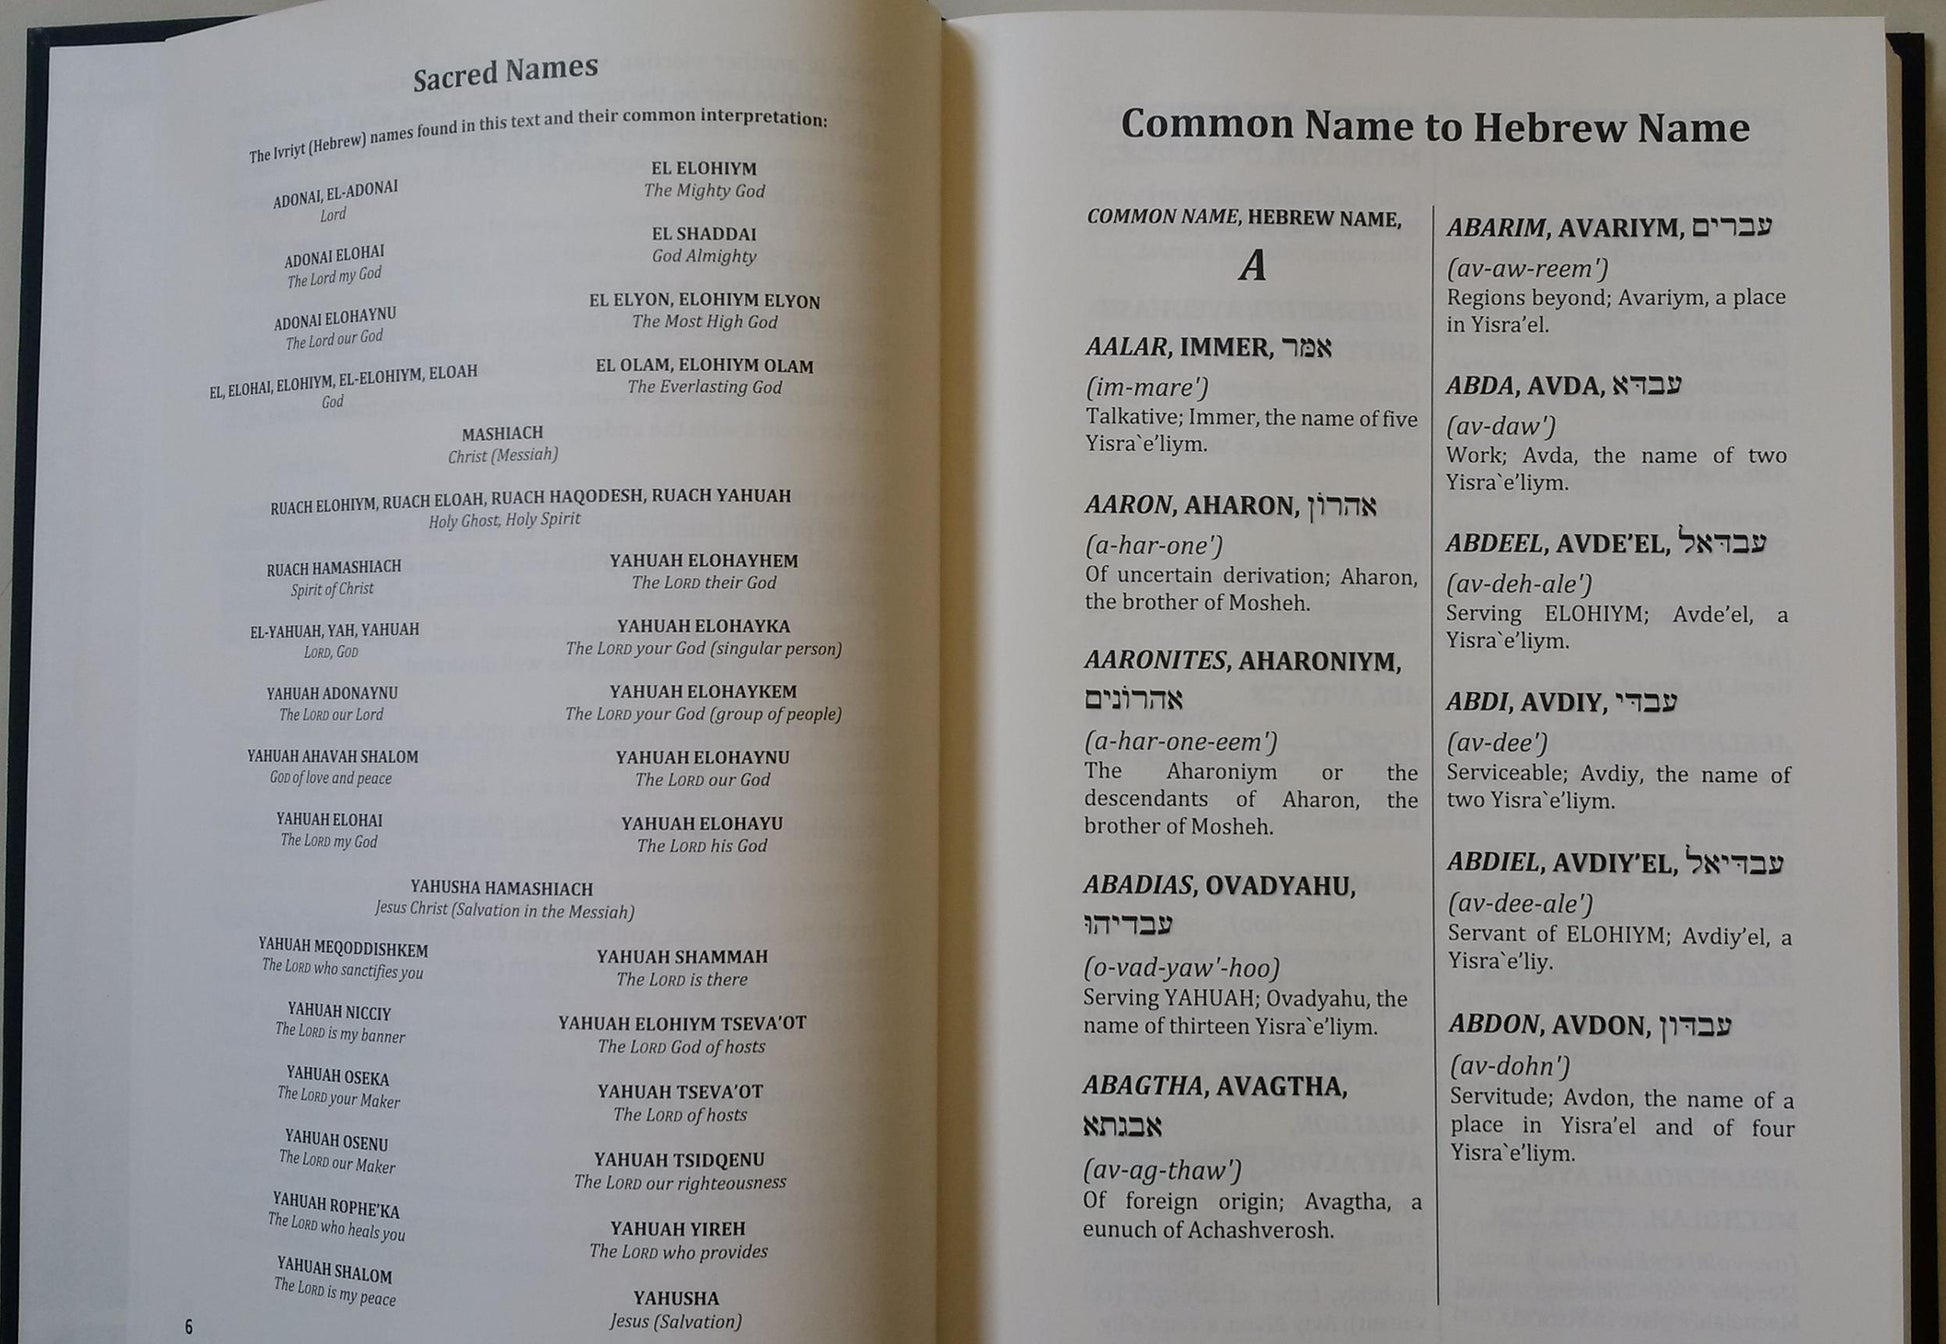 Sacred Names
The Ivriyt (Hebrew) names found in this text and their common interpretation:
ADONAI, EL-ADONAI
Lord
ADONAI ELOHAI
The Lord my God
ADONAI ELOHAYNU
The Lord our God
EL, ELOHAI, ELOHIYM, EL-ELOHIYM, ELOAH
God
EL ELOHIYM
The Mighty God
EL SHADDAI
God Almighty
EL ELYON, ELOHIYM ELYON
The Most High God
EL OLAM, ELOHIYM OLAM
The Everlasting God
MASHIACH
Christ (Messiah)
RUACH ELOHIYM, RUACH ELOAH, RUACH HAQODESH, RUACH YAHUAH
Holy Ghost, Holy Spirit
RUACH HAMASHIACH
Spirit of Christ
EL-YAHUAH, YAH, YAHUAH
LORD, GOD
YAHUAH ADONAYNU
The LORD our Lord
YAHUAH AHAVAH SHALOM
GOD of love and peace
YAHUAH ELOHAI
The LORD my God
YAHUAH ELOHAYHEM
The LORD their God
YAHUAH ELOHAYKA
The LORD your God (singular person)
YAHUAH ELOHAYKEM
The LORD your God (group of people)
YAHUAH ELOHAYNU
The LORD our God
YAHUAH ELOHAYU
The LORD his God
YAHUSHA HAMASHIACH
Jesus Christ (Salvation in the Messiah)
YAHUAH MEQODDISHKEM
The LORD who sanctifies you
YAHUAH NICCIY
The LORD is my banner
YAHUAH OSEKA
The LORD your Maker
YAHUAH OSENU
The LORD our Maker
YAHUAH ROPHE'KA
The LORD who heals you
YAHUAH SHALOM
The LORD is my peace
YAHUAH SHAMMAH
The LORD is there
YAHUAH ELOHIYM TSEVA'OT
The LORD God of hosts
YAHUAH TSEVA'OT
The LORD of hosts
YAHUAH TSIDQENU
The LORD our righteousness
YAHUAH YIREH
The LORD who provides
YAHUSHA
Jesus (Salvation)
6
Common Name to Hebrew Name
COMMON NAME, HEBREW NAME,
A
AALAR, IMMER, אמּר
(im-mare')
Talkative; Immer, the name of five
Yisra`e'liym.
AARON, AHARON, אהרוֹן
(a-har-one')
Of uncertain derivation; Aharon,
the brother of Mosheh.
AARONITES, AHARONIYM,
אהרוֹנים
(a-har-one-eem')
The Aharoniym or the
descendants of Aharon, the
brother of Mosheh.
ABADIAS, OVADYAHU,
עבדיהוּ
(o-vad-yaw'-hoo)
Serving YAHUAH; Ovadyahu, the
name of thirteen Yisra`e'liym.
ABAGTHA, AVAGTHA,
אבגתא
(av-ag-thaw')
Of foreign origin; Avagtha, a
eunuch of Achashverosh.
ABARIM, AVARIYM, עברים
(av-aw-reem')
Regions beyond; Avariym, a place
in Yisra'el.
ABDA, AVDA, עבדּא
(av-daw')
Work; Avda, the name of two
Yisra`e'liym.
ABDEEL, AVDE'EL, עבדּאל
(av-deh-ale')
Serving ELOHIYM; Avde'el, a
Yisra`e'liym.
ABDI, AVDIY, עבדּי
(av-dee')
Serviceable; Avdiy, the name of
two Yisra`e'liym.
ABDIEL, AVDIY'EL, עבדּיאל
(av-dee-ale')
Servant of ELOHIYM; Avdiy'el, a
Yisra`e'liy.
ABDON, AVDON, עבדּון
(av-dohn')
Servitude; Avdon, the name of a
place in Yisra'el and of four
Yisra`e'liym.